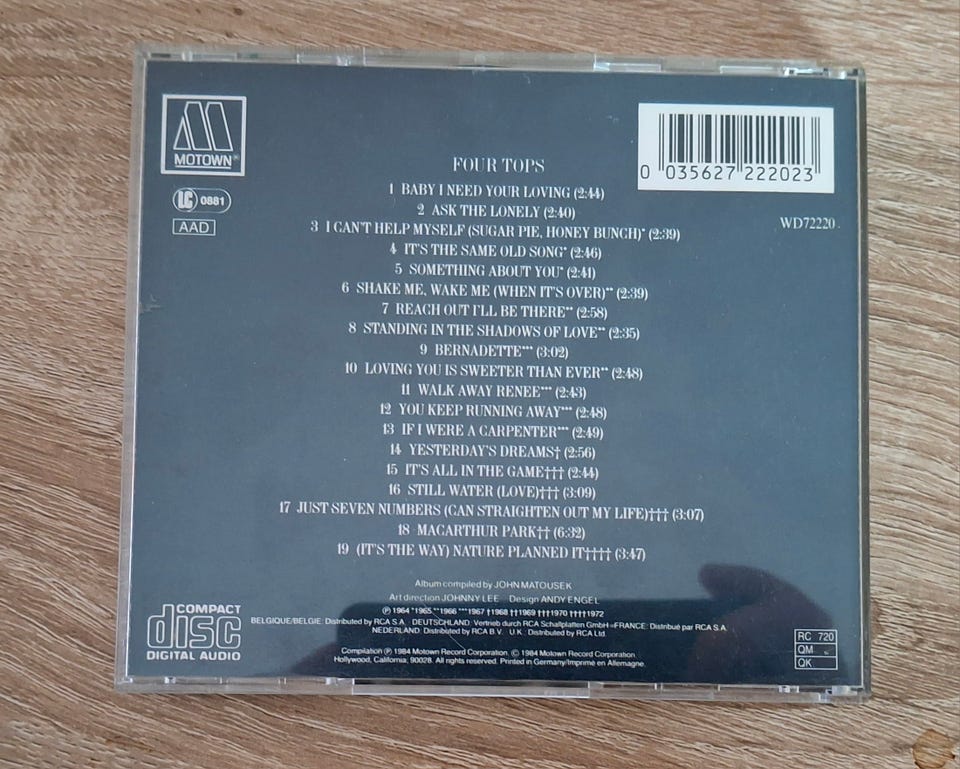 MOTOWN®
LC 0881
AAD
0 035627 222023
WD72220
FOUR TOPS
1 BABY I NEED YOUR LOVING (2:44)
2 ASK THE LONELY (2:40)
3 I CAN'T HELP MYSELF (SUGAR PIE, HONEY BUNCH)* (2:39)
4 IT'S THE SAME OLD SONG* (2:46)
5 SOMETHING ABOUT YOU* (2:41)
6 SHAKE ME, WAKE ME (WHEN IT'S OVER)** (2:39)
7 REACH OUT I'LL BE THERE** (2:58)
8 STANDING IN THE SHADOWS OF LOVE** (2:35)
9 BERNADETTE*** (3:02)
10 LOVING YOU IS SWEETER THAN EVER** (2:48)
11 WALK AWAY RENEE*** (2:43)
12 YOU KEEP RUNNING AWAY*** (2:48)
13 IF I WERE A CARPENTER*** (2:49)
14 YESTERDAY'S DREAMS† (2:56)
15 IT'S ALL IN THE GAME††† (2:44)
16 STILL WATER (LOVE)††† (3:09)
17 JUST SEVEN NUMBERS (CAN STRAIGHTEN OUT MY LIFE)††† (3:07)
18 MACARTHUR PARK†† (6:32)
19 (IT'S THE WAY) NATURE PLANNED IT†††† (3:47)
Album compiled by JOHN MATOUSEK
Art direction JOHNNY LEE Design ANDY ENGEL
℗ 1964 *1965 **1966 ***1967 †1968 ††1969 †††1970 ††††1972
BELGIQUE/BELGIE: Distributed by RCA S.A. DEUTSCHLAND: Vertrieb durch RCA Schallplatten GmbH FRANCE: Distribué par RCA S.A.
NEDERLAND: Distributed by RCA B.V. U.K.: Distributed by RCA Ltd.
Compilation ℗ 1984 Motown Record Corporation. © 1984 Motown Record Corporation
Hollywood, California, 90028. All rights reserved. Printed in Germany/Imprimé en Allemagne.
COMPACT
disc
DIGITAL AUDIO
RC 720
QM
QK